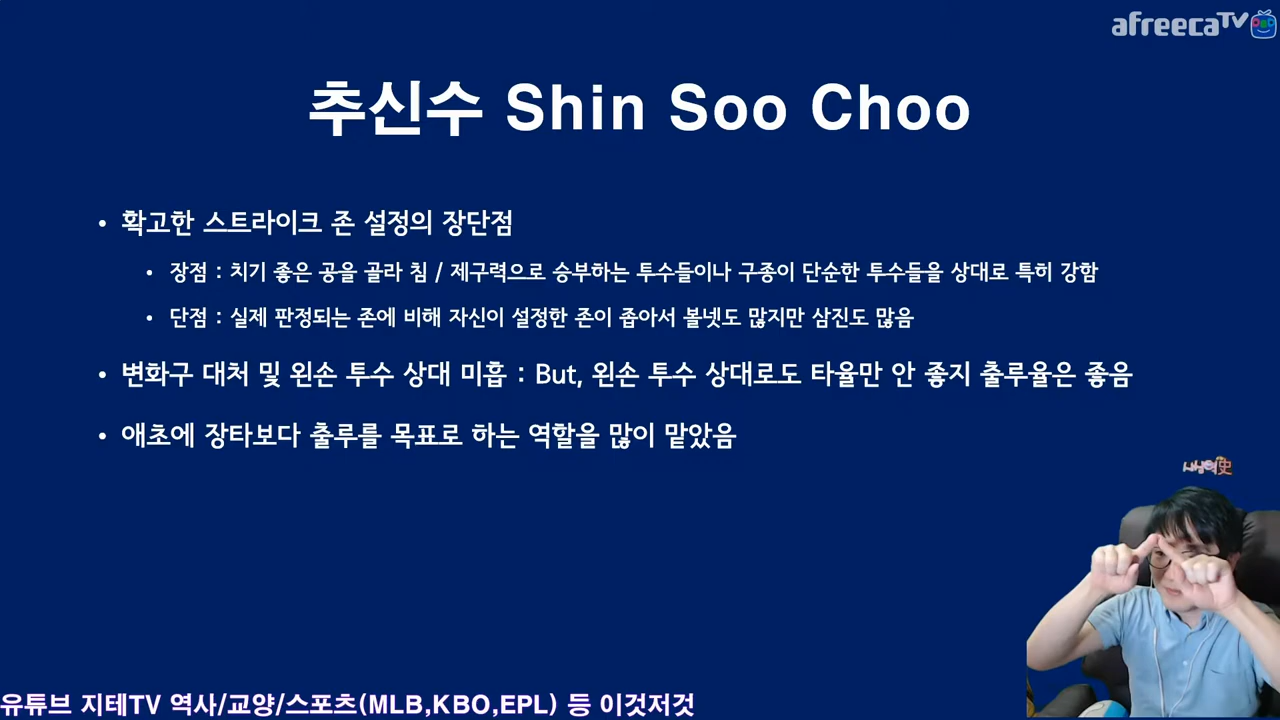 afreecaTV
추신수 Shin Soo Choo
• 확고한 스트라이크 존 설정의 장단점
• 장점 : 치기 좋은 공을 골라 침 / 제구력으로 승부하는 투수들이나 구종이 단순한 투수들을 상대로 특히 강함
• 단점 : 실제 판정되는 존에 비해 자신이 설정한 존이 좁아서 볼넷도 많지만 삼진도 많음
• 변화구 대처 및 왼손 투수 상대 미흡 : But, 왼손 투수 상대로도 타율만 안 좋지 출루율은 좋음
• 애초에 장타보다 출루를 목표로 하는 역할을 많이 맡았음
유튜브 지테TV 역사/교양/스포츠(MLB,KBO,EPL) 등 이것저것